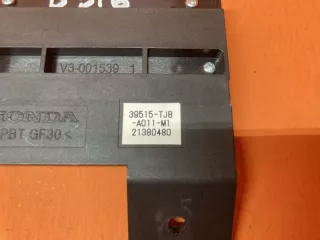 V3-001539 1
39515-TJB
-A011-M1
21380480
HONDA
PBT GF30<